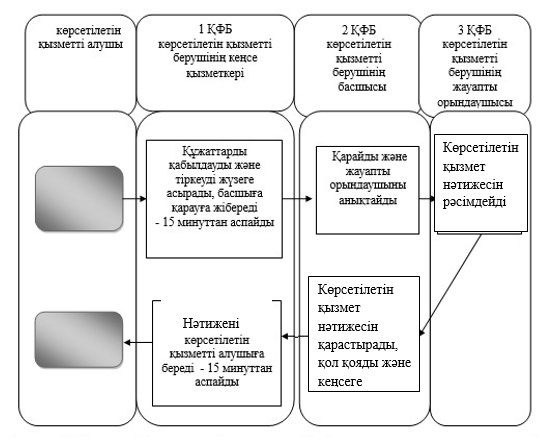 көрсетілетін
қызметті алушы
1 ҚФБ
көрсетілетін қызметті
берушінің кеңсе
қызметкері
2 ҚФБ
көрсетілетін
қызметті
берушінің
басшысы
3 ҚФБ
көрсетілетін
қызметті
берушінің
жауапты
орындаушысы
Құжаттарды
қабылдауды және
тіркеуді жүзеге
асырады, басшыға
қарауға жібереді
- 15 минуттан аспайды
Қарайды және
жауапты
орындаушыны
анықтайды
Көрсетілетін
қызмет
нәтижесін
рәсімдейді
Нәтижені
көрсетілетін
қызметті алушыға
береді - 15 минуттан
аспайды
Көрсетілетін
қызмет
нәтижесін
қарастырады,
қол қояды және
кеңсеге